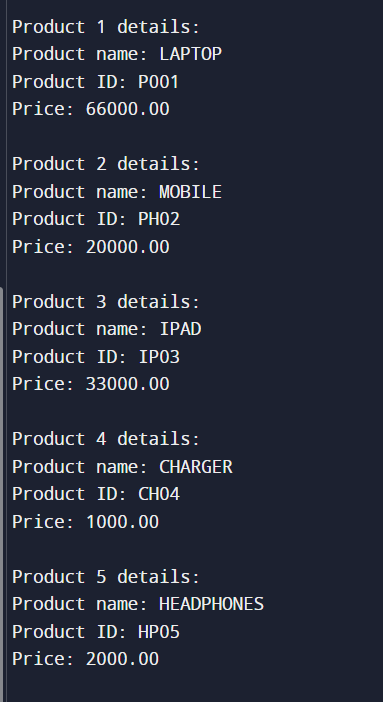 Product 1 details:
Product name: LAPTOP
Product ID: P001
Price: 66000.00
Product 2 details:
Product name: MOBILE
Product ID: PH02
Price: 20000.00
Product 3 details:
Product name: IPAD
Product ID: IP03
Price: 33000.00
Product 4 details:
Product name: CHARGER
Product ID: CH04
Price: 1000.00
Product 5 details:
Product name: HEADPHONES
Product ID: HP05
Price: 2000.00